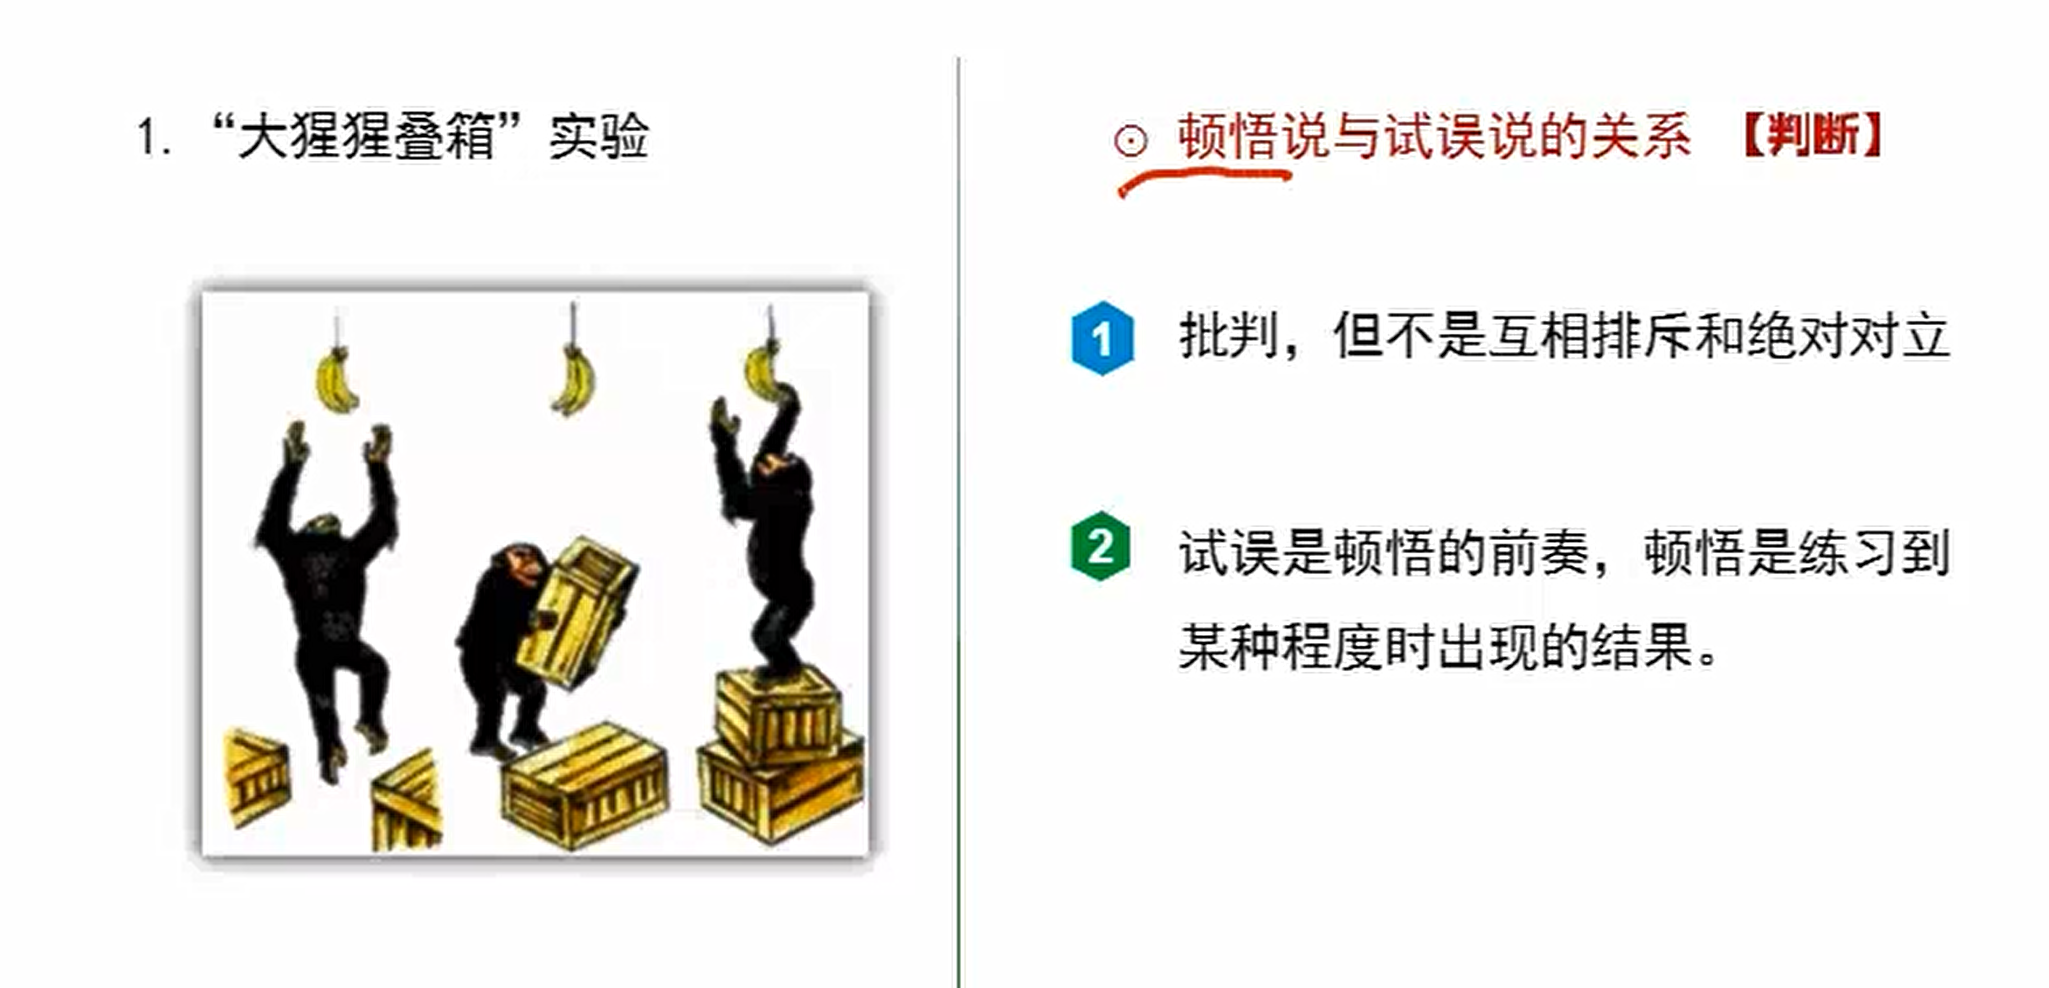 1. “大猩猩叠箱”实验
⊙ 顿悟说与试误说的关系 【判断】
1 批判，但不是互相排斥和绝对对立
2 试误是顿悟的前奏，顿悟是练习到
某种程度时出现的结果。